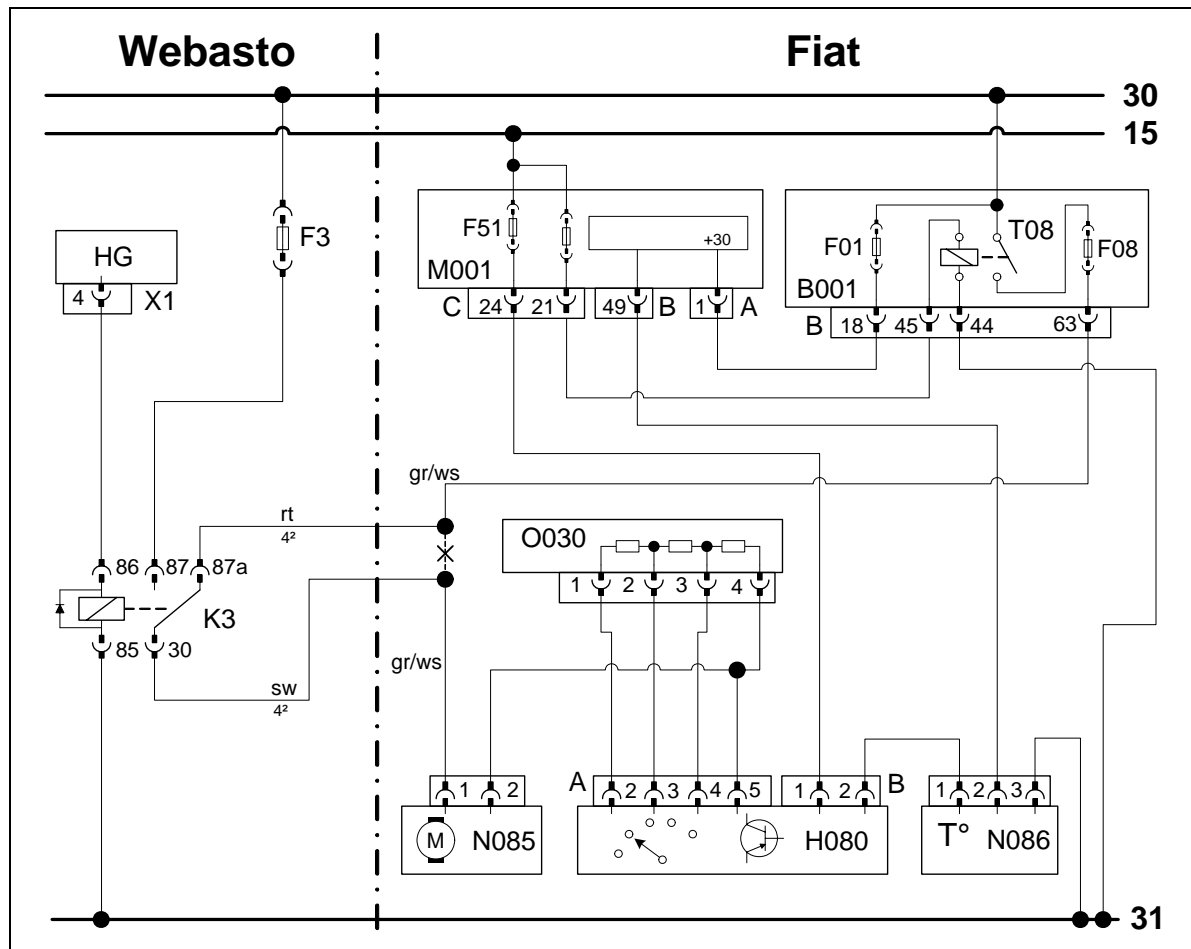 Webasto Fiat
30
15
F3
HG
4 X1
F51
+30
M001
C 24 21 49 B 1 A
F01 T08 F08
B001
B 18 45 44 63
gr/ws
rt
4²
O030
1 2 3 4
86 87 87a
K3
85 30
gr/ws
sw
4²
1 2
A 2 3 4 5
1 2 B
1 2 3
M N085
H080
T° N086
31